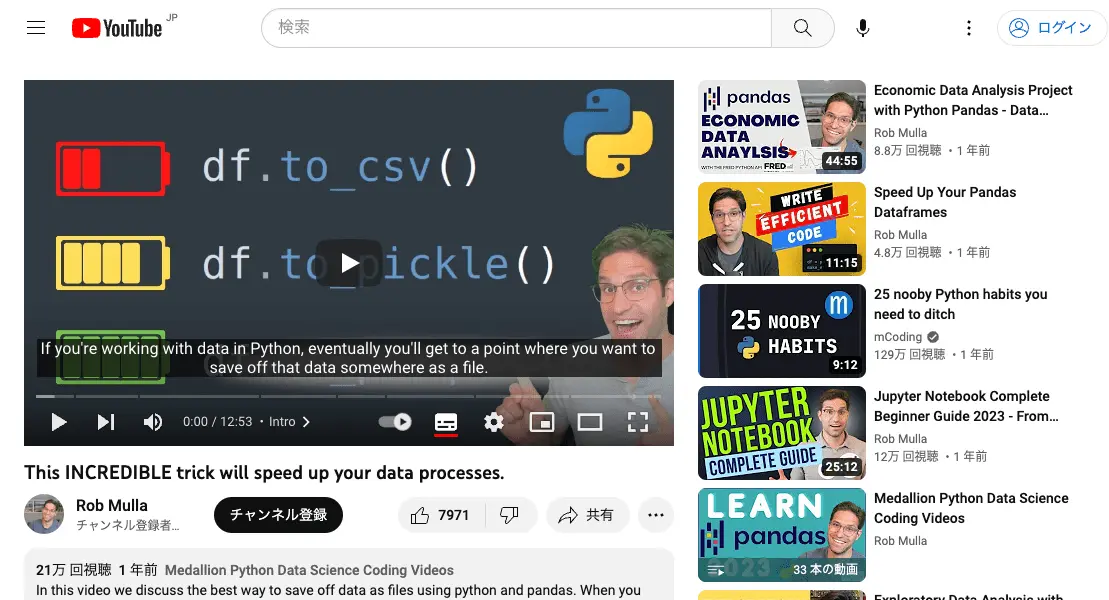 YouTube JP
検索
ログイン
df.to_csv()
df.to_pickle()
If you're working with data in Python, eventually you'll get to a point where you want to
save off that data somewhere as a file.
0:00 / 12:53 • Intro
This INCREDIBLE trick will speed up your data processes.
Rob Mulla
チャンネル登録者...
チャンネル登録
7971
共有
21万 回視聴 1 年前 Medallion Python Data Science Coding Videos
In this video we discuss the best way to save off data as files using python and pandas. When you
pandas
ECONOMIC
DATA
ANAYLSIS
WITH THE FRED PYTHON API FRED
44:55
Economic Data Analysis Project
with Python Pandas - Data...
Rob Mulla
8.8万 回視聴 • 1 年前
WRITE
EFFICIENT
CODE
11:15
Speed Up Your Pandas
Dataframes
Rob Mulla
4.8万 回視聴 • 1 年前
25 NOOBY
HABITS
m
9:12
25 nooby Python habits you
need to ditch
mCoding
129万 回視聴 • 1 年前
JUPYTER
NOTEBOOK
COMPLETE GUIDE
25:12
Jupyter Notebook Complete
Beginner Guide 2023 - From...
Rob Mulla
12万 回視聴 • 1 年前
LEARN
pandas
2023
33 本の動画
Medallion Python Data Science
Coding Videos
Rob Mulla
Exploratory Data Analysis with